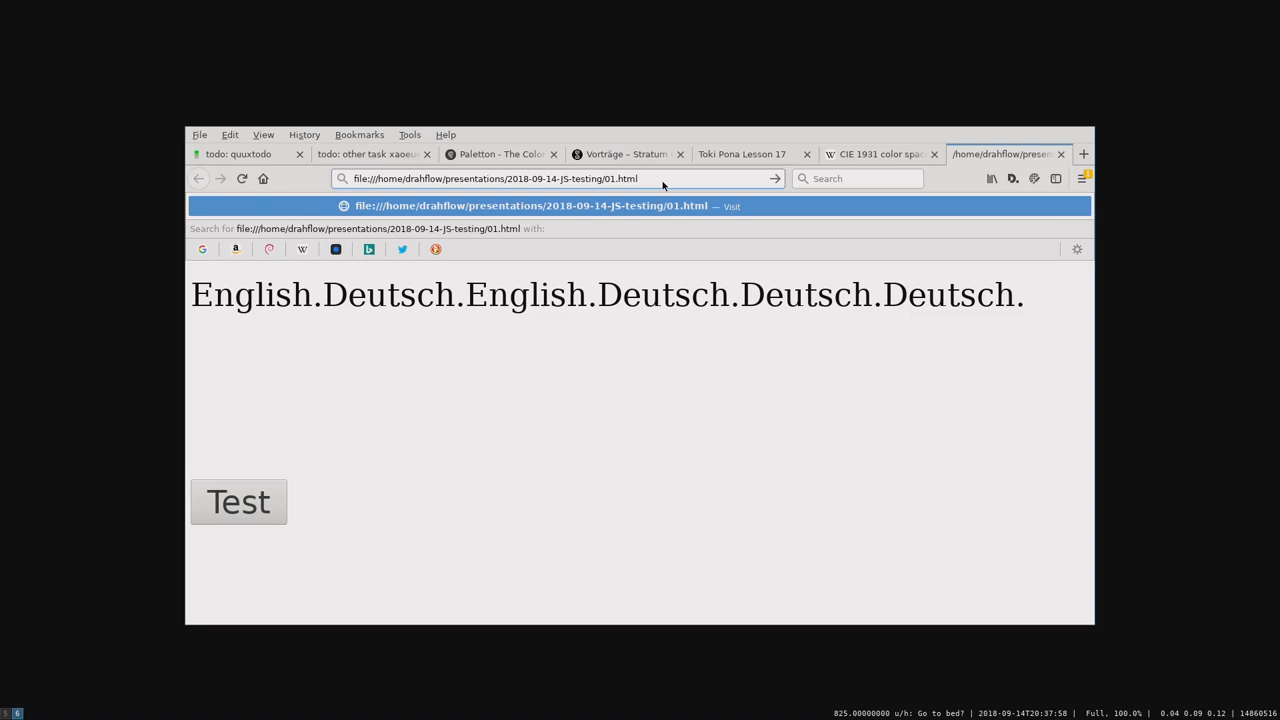 File Edit View History Bookmarks Tools Help
todo: quuxtodo todo: other task xaoeu Paletton - The Color Vorträge – Stratum Toki Pona Lesson 17 CIE 1931 color spac /home/drahflow/presen
file:///home/drahflow/presentations/2018-09-14-JS-testing/01.html Search
file:///home/drahflow/presentations/2018-09-14-JS-testing/01.html — Visit
Search for file:///home/drahflow/presentations/2018-09-14-JS-testing/01.html with:
English.Deutsch.English.Deutsch.Deutsch.Deutsch.
Test
5 6 825.00000000 u/h: Go to bed? | 2018-09-14T20:37:58 | Full, 100.0% | 0.04 0.09 0.12 | 14860516